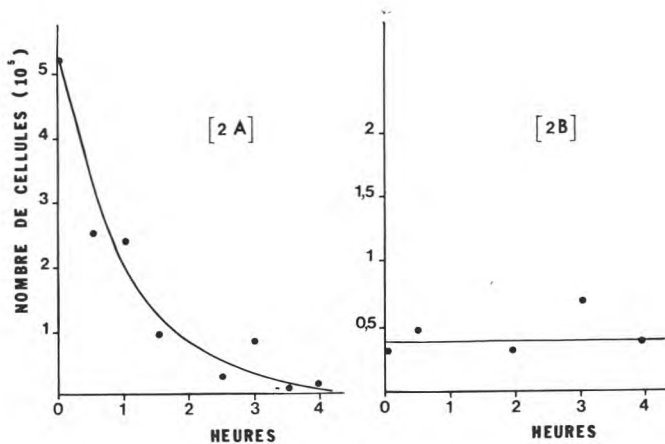 NOMBRE DE CELLULES (10⁵)
5
4
3
2
1
[2 A]
0 1 2 3 4
HEURES
[2B]
2
1,5
1
0,5
0 1 2 3 4
HEURES